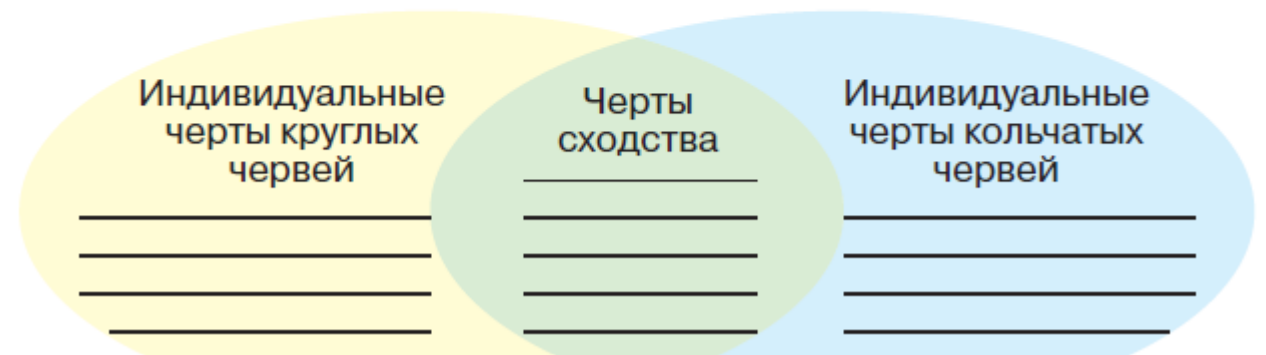 Индивидуальные
черты круглых
червей
Черты
сходства
Индивидуальные
черты кольчатых
червей